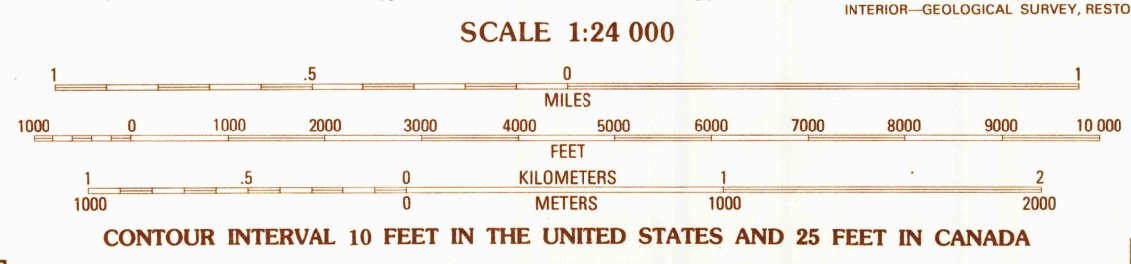 INTERIOR—GEOLOGICAL SURVEY, RESTO
SCALE 1:24 000
1 .5 0 1
MILES
1000 0 1000 2000 3000 4000 5000 6000 7000 8000 9000 10 000
FEET
1 .5 0 KILOMETERS 1 2
1000 0 METERS 1000 2000
CONTOUR INTERVAL 10 FEET IN THE UNITED STATES AND 25 FEET IN CANADA